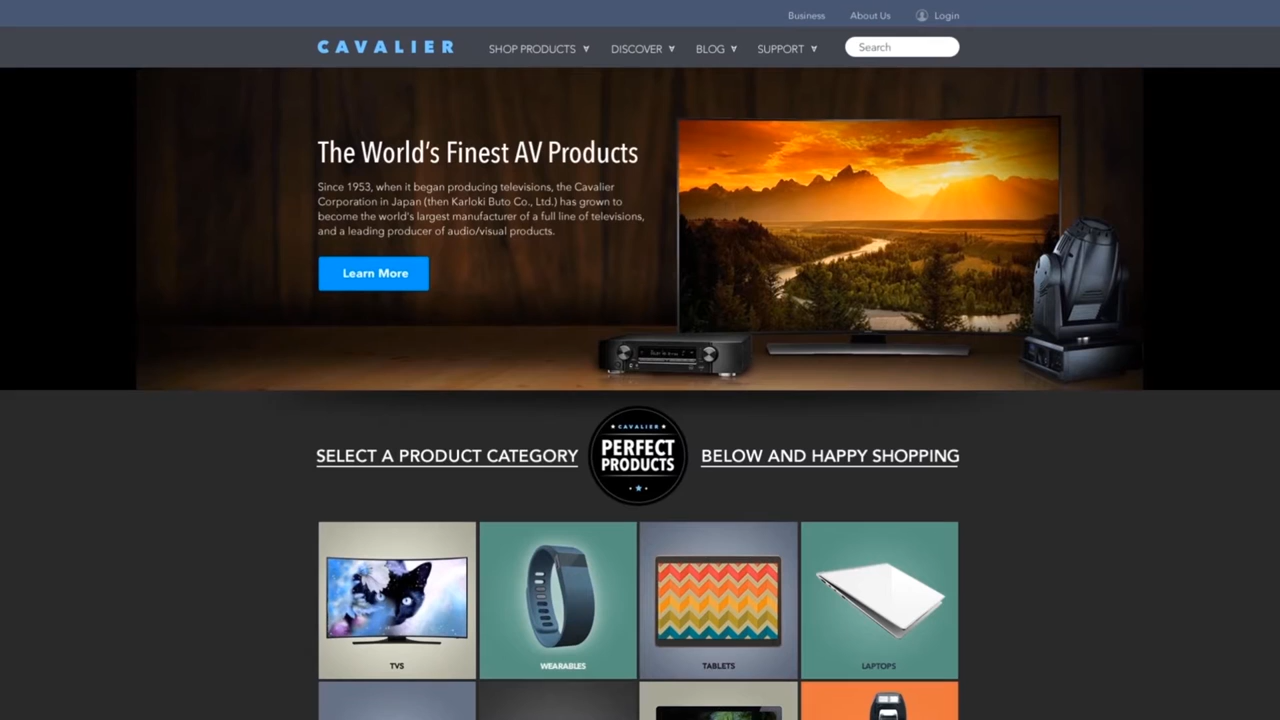 Business About Us Login
CAVALIER SHOP PRODUCTS DISCOVER BLOG SUPPORT Search
The World's Finest AV Products
Since 1953, when it began producing televisions, the Cavalier
Corporation in Japan (then Karloki Buto Co., Ltd.) has grown to
become the world's largest manufacturer of a full line of televisions,
and a leading producer of audio/visual products.
Learn More
SELECT A PRODUCT CATEGORY
CAVALIER
PERFECT
PRODUCTS
BELOW AND HAPPY SHOPPING
TVS WEARABLES TABLETS LAPTOPS